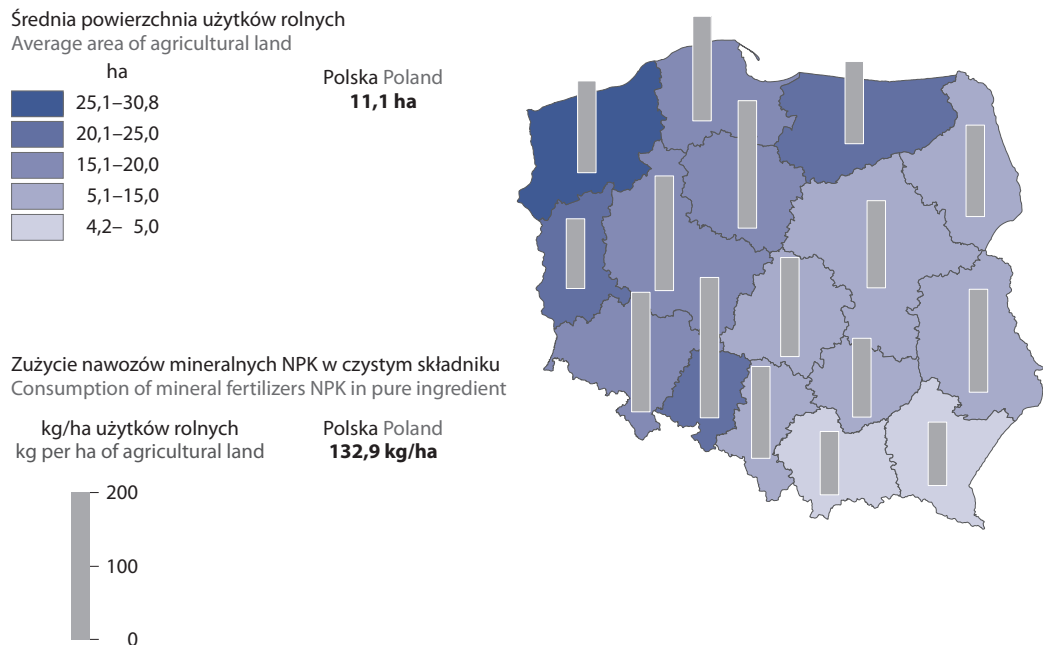 Średnia powierzchnia użytków rolnych
Average area of agricultural land
ha
25,1–30,8
20,1–25,0
15,1–20,0
5,1–15,0
4,2– 5,0
Polska Poland
11,1 ha
Zużycie nawozów mineralnych NPK w czystym składniku
Consumption of mineral fertilizers NPK in pure ingredient
kg/ha użytków rolnych
kg per ha of agricultural land
Polska Poland
132,9 kg/ha
200
100
0